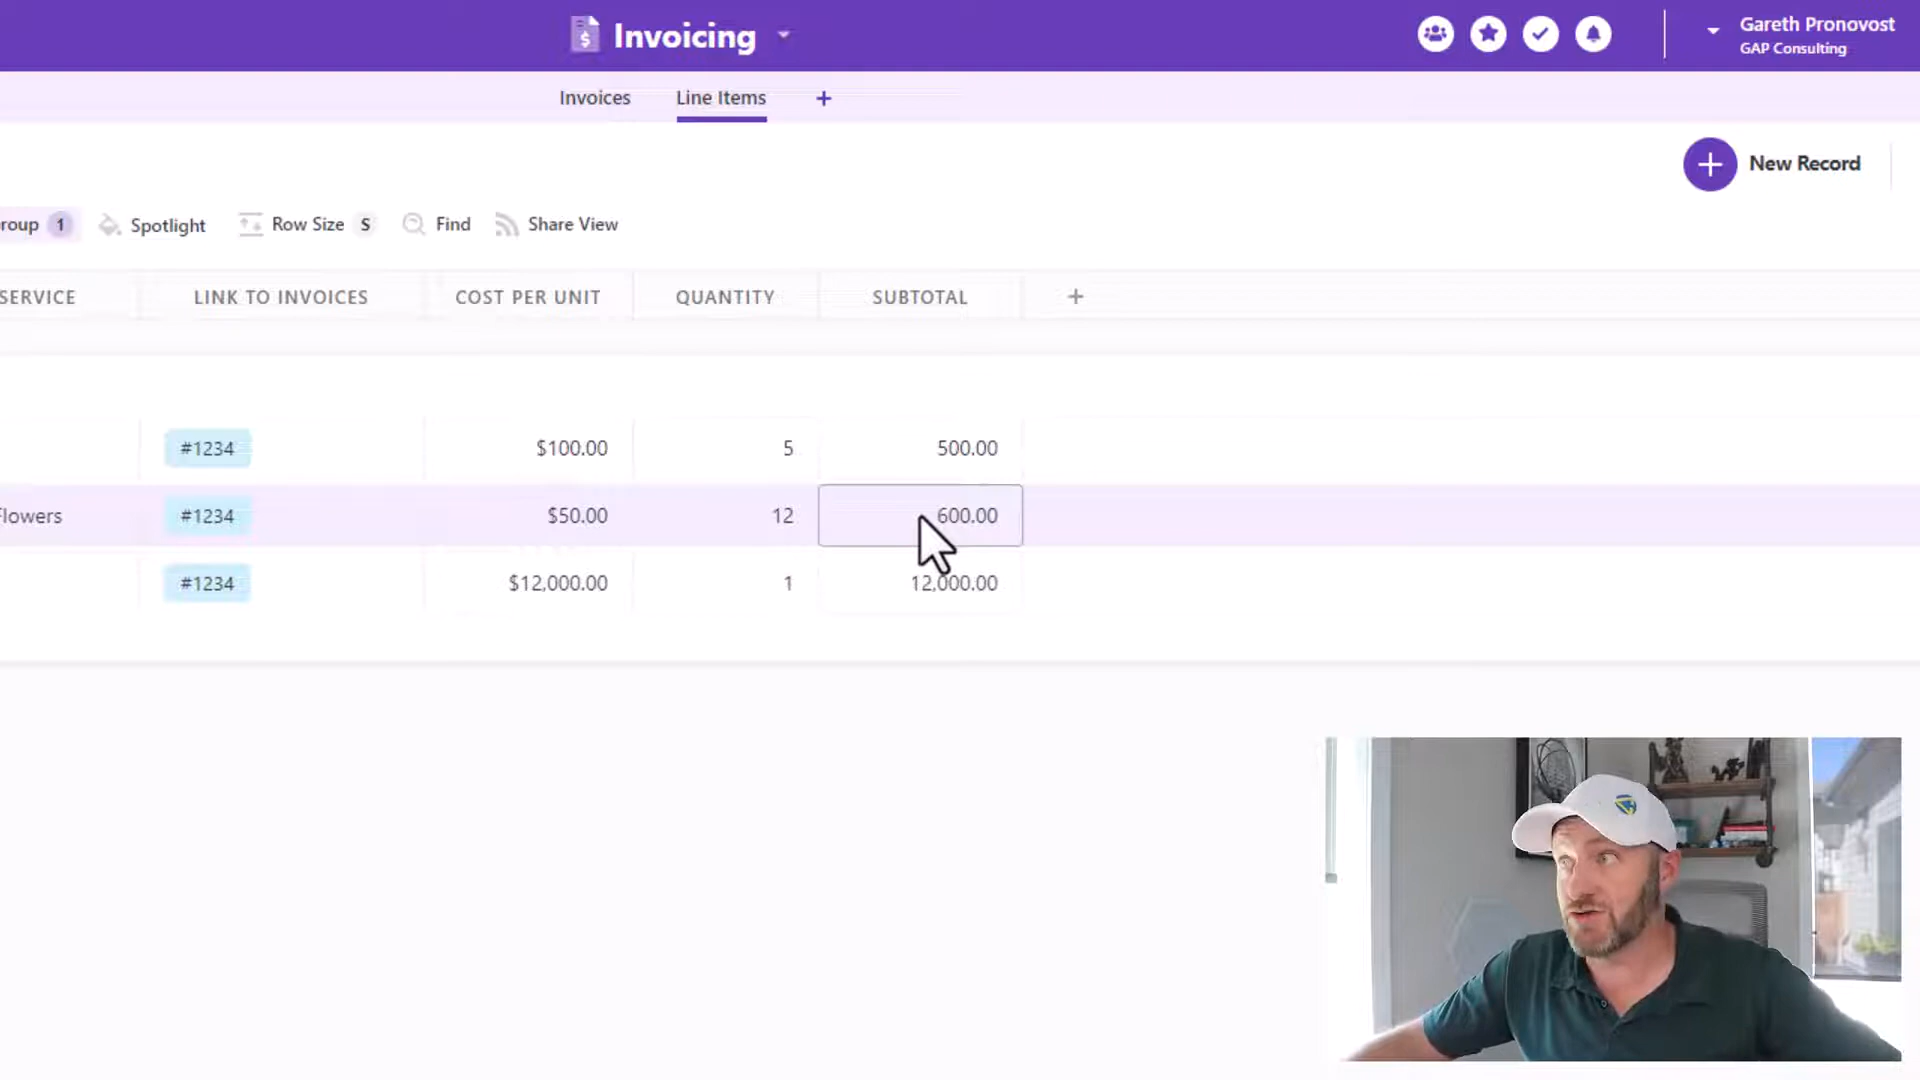 Invoicing
Gareth Pronovost
GAP Consulting
Invoices Line Items +
New Record
roup 1 Spotlight Row Size S Find Share View
SERVICE LINK TO INVOICES COST PER UNIT QUANTITY SUBTOTAL +
#1234 $100.00 5 500.00
Flowers #1234 $50.00 12 600.00
#1234 $12,000.00 1 12,000.00